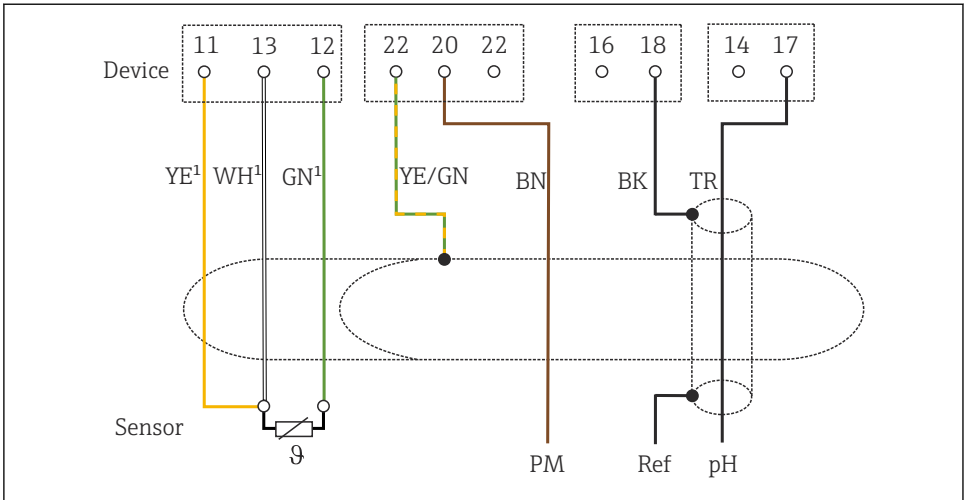 11 13 12 22 20 22 16 18 14 17
Device
YE¹ WH¹ GN¹ YE/GN BN BK TR
Sensor
ϑ
PM Ref pH